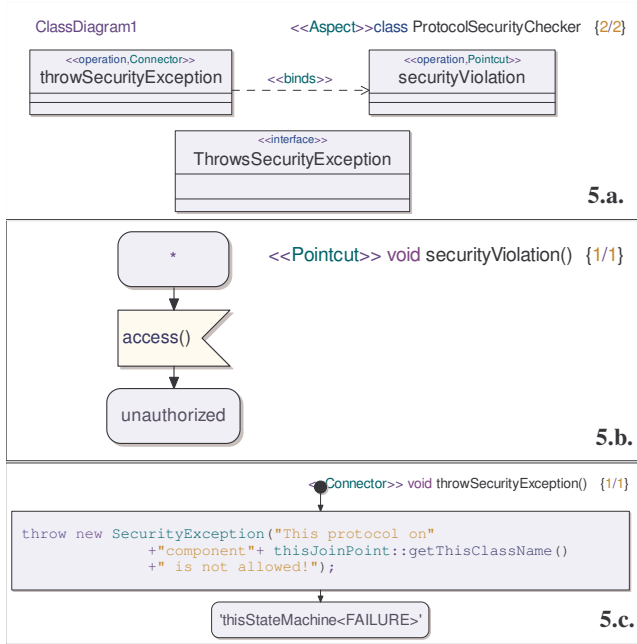 ClassDiagram1 <<Aspect>>class ProtocolSecurityChecker {2/2}
<<operation,Connector>> <<operation,Pointcut>>
throwSecurityException <<binds>> securityViolation
<<interface>>
ThrowsSecurityException
5.a.
* <<Pointcut>> void securityViolation() {1/1}
access()
unauthorized
5.b.
<<Connector>> void throwSecurityException() {1/1}
throw new SecurityException("This protocol on"
+"component"+ thisJoinPoint::getThisClassName()
+" is not allowed!");
'thisStateMachine<FAILURE>'
5.c.